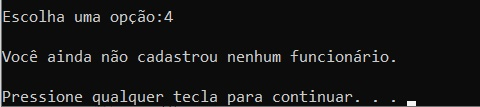 Escolha uma opção:4
Você ainda não cadastrou nenhum funcionário.
Pressione qualquer tecla para continuar. . .